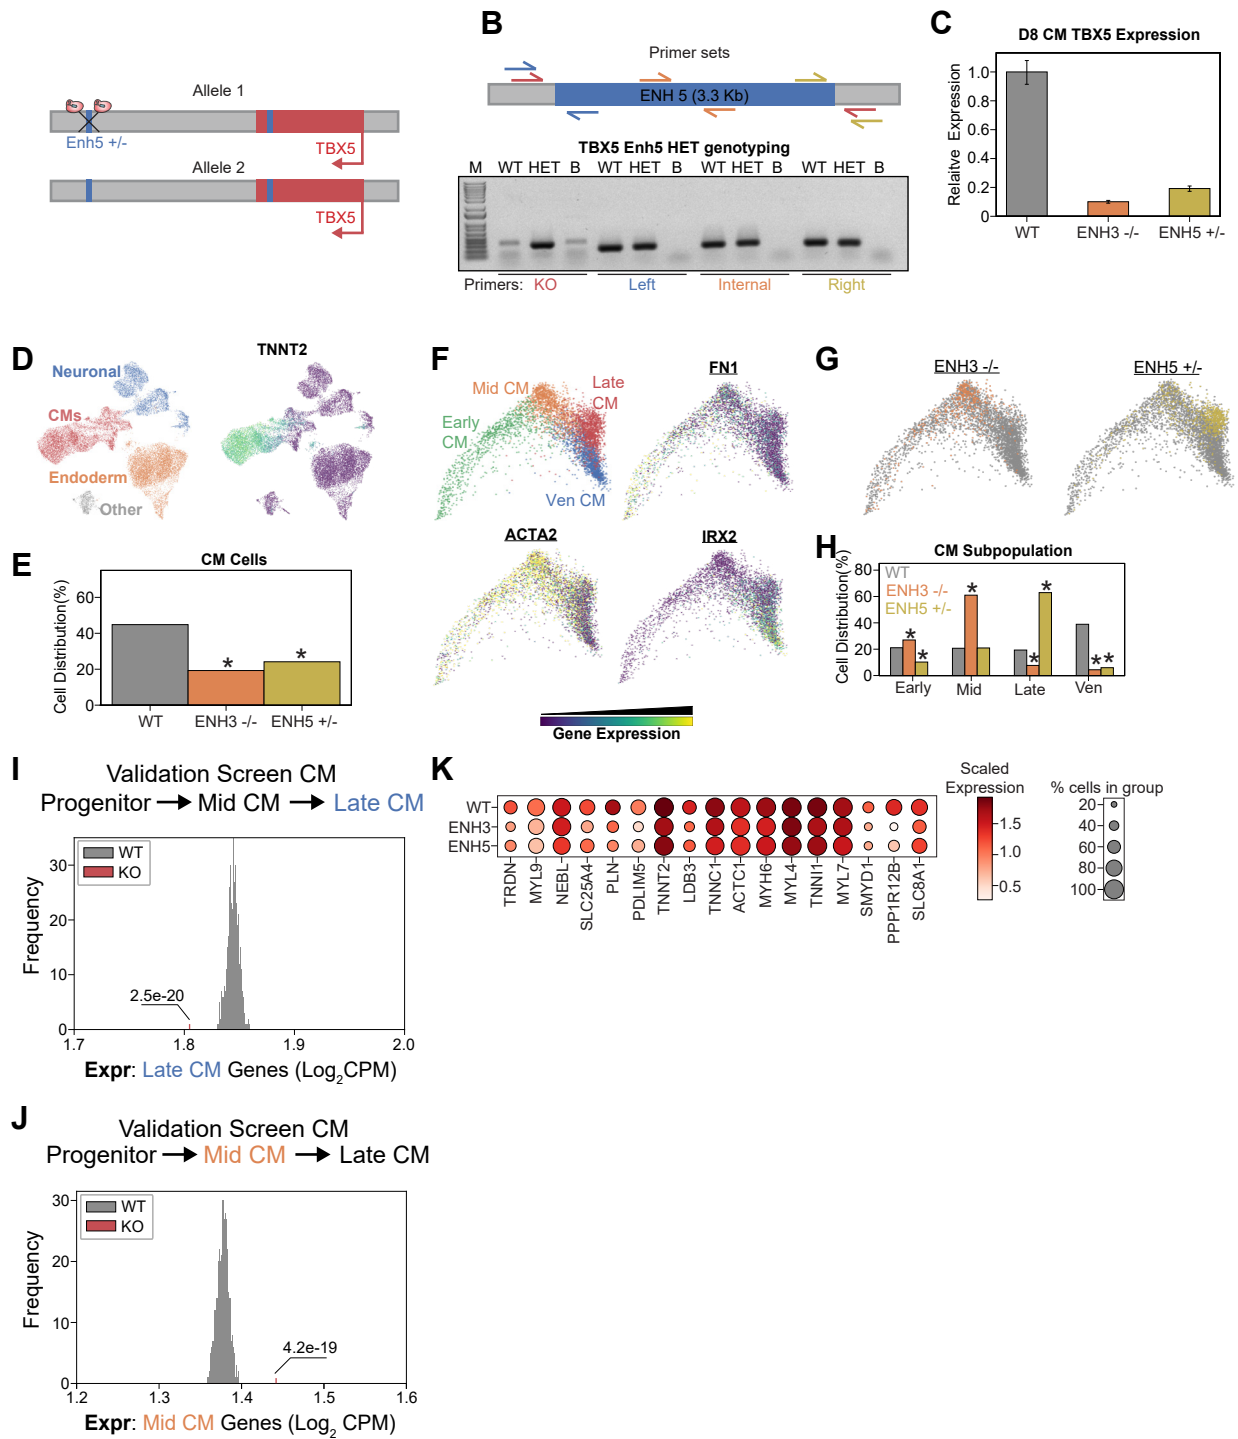 Allele 1
Enh5 +/-
TBX5
Allele 2
TBX5
B
Primer sets
ENH 5 (3.3 Kb)
TBX5 Enh5 HET genotyping
M WT HET B WT HET B WT HET B WT HET B
Primers: KO Left Internal Right
C
D8 CM TBX5 Expression
Relaitve Expression
1.0
0.8
0.6
0.4
0.2
0
WT ENH3 -/- ENH5 +/-
D
Neuronal
CMs
Endoderm
Other
TNNT2
E
CM Cells
Cell Distribution(%)
60
40
20
0
* *
WT ENH3 -/- ENH5 +/-
F
Mid CM
Late
CM
Early
CM
Ven CM
FN1
ACTA2
IRX2
Gene Expression
G
ENH3 -/-
ENH5 +/-
H
CM Subpopulation
Cell Distribution(%)
80
60
40
20
0
WT
ENH3 -/-
ENH5 +/-
* * * * * * *
Early Mid Late Ven
I
Validation Screen CM
Progenitor Mid CM Late CM
WT
KO
Frequency
30
20
10
0
2.5e-20
1.7 1.8 1.9 2.0
Expr: Late CM Genes (Log2CPM)
J
Validation Screen CM
Progenitor Mid CM Late CM
WT
KO
Frequency
30
20
10
0
4.2e-19
1.2 1.3 1.4 1.5 1.6
Expr: Mid CM Genes (Log2 CPM)
K
WT
ENH3
ENH5
TRDN
MYL9
NEBL
SLC25A4
PLN
PDLIM5
TNNT2
LDB3
TNNC1
ACTC1
MYH6
MYL4
TNNI1
MYL7
SMYD1
PPP1R12B
SLC8A1
Scaled
Expression
1.5
1.0
0.5
% cells in group
20
40
60
80
100